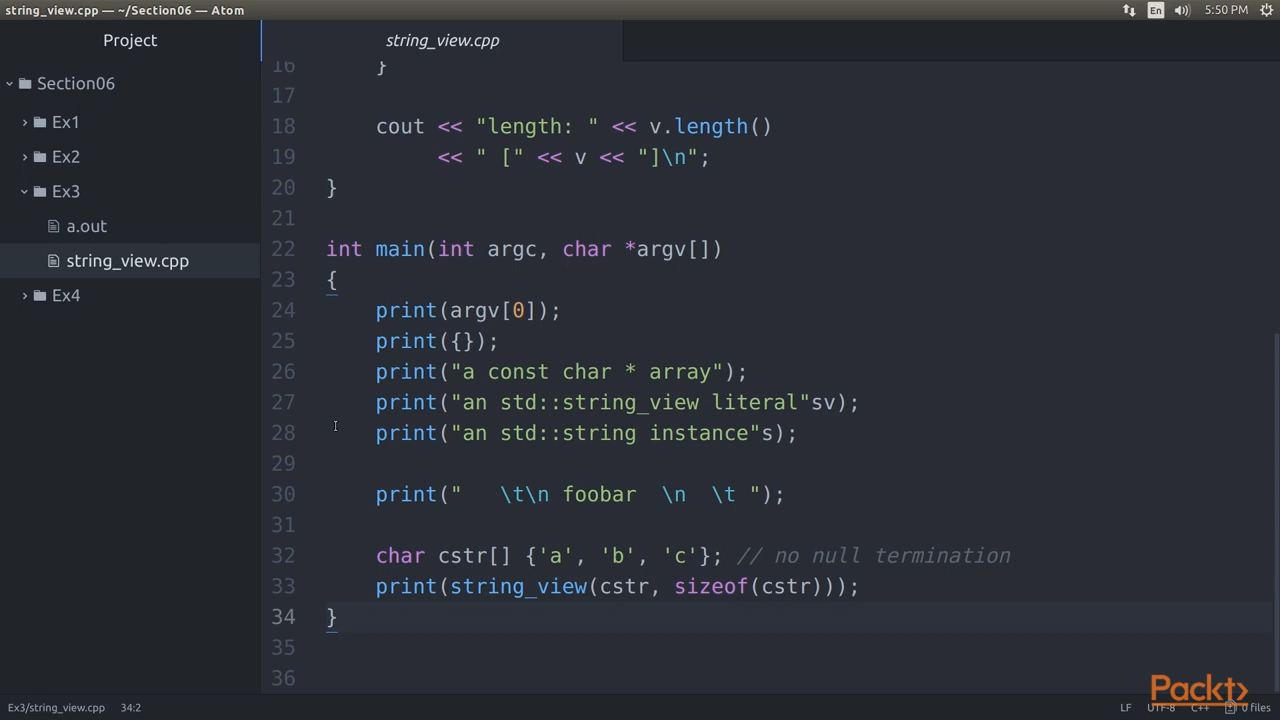 string_view.cpp — ~/Section06 — Atom
En
5:50 PM
Project
string_view.cpp
Section06
Ex1
Ex2
Ex3
a.out
string_view.cpp
Ex4
16     }
17
18     cout << "length: " << v.length()
19          << " [" << v << "]\n";
20 }
21
22 int main(int argc, char *argv[])
23 {
24     print(argv[0]);
25     print({});
26     print("a const char * array");
27     print("an std::string_view literal"sv);
28     print("an std::string instance"s);
29
30     print("   \t\n foobar  \n  \t ");
31
32     char cstr[] {'a', 'b', 'c'}; // no null termination
33     print(string_view(cstr, sizeof(cstr)));
34 }
35
36
Packt>
Ex3/string_view.cpp 34:2
LF UTF-8 C++ 0 files